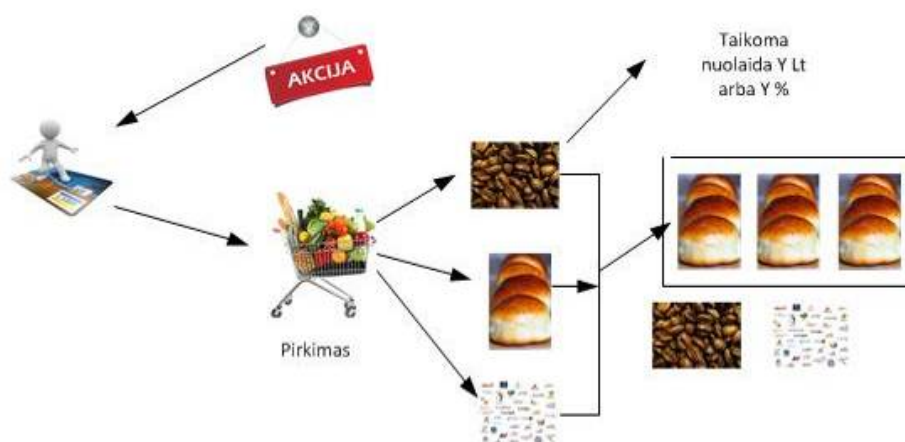 AKCIJA
Taikoma
nuolaida Y Lt
arba Y %
Pirkimas